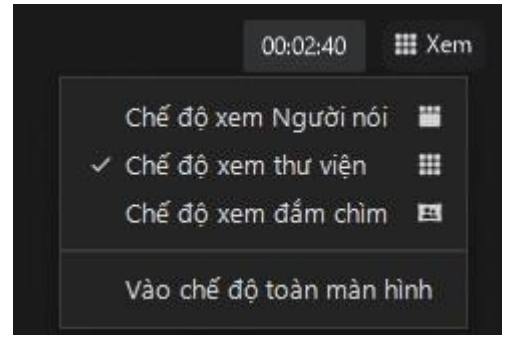 00:02:40 Xem
Chế độ xem Người nói
Chế độ xem thư viện
Chế độ xem đắm chìm
Vào chế độ toàn màn hình